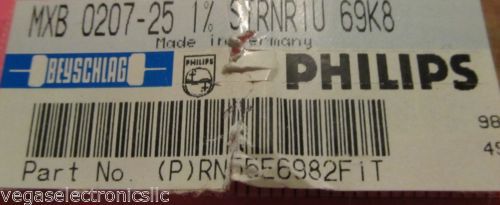 MXB 0207-25 1% STRNR1U 69K8
Made in Germany
BEYSCHLAG PHILIPS PHILIPS
98
49
Part No. (P)RN55E6982FiT
vegaselectronicsllc